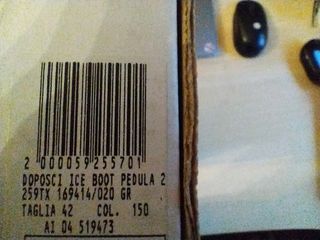 2 000059 255701
DOPOSCI ICE BOOT PEDULA 2
259TX 169414/020 GR
TAGLIA 42 COL. 150
AI 04 519473